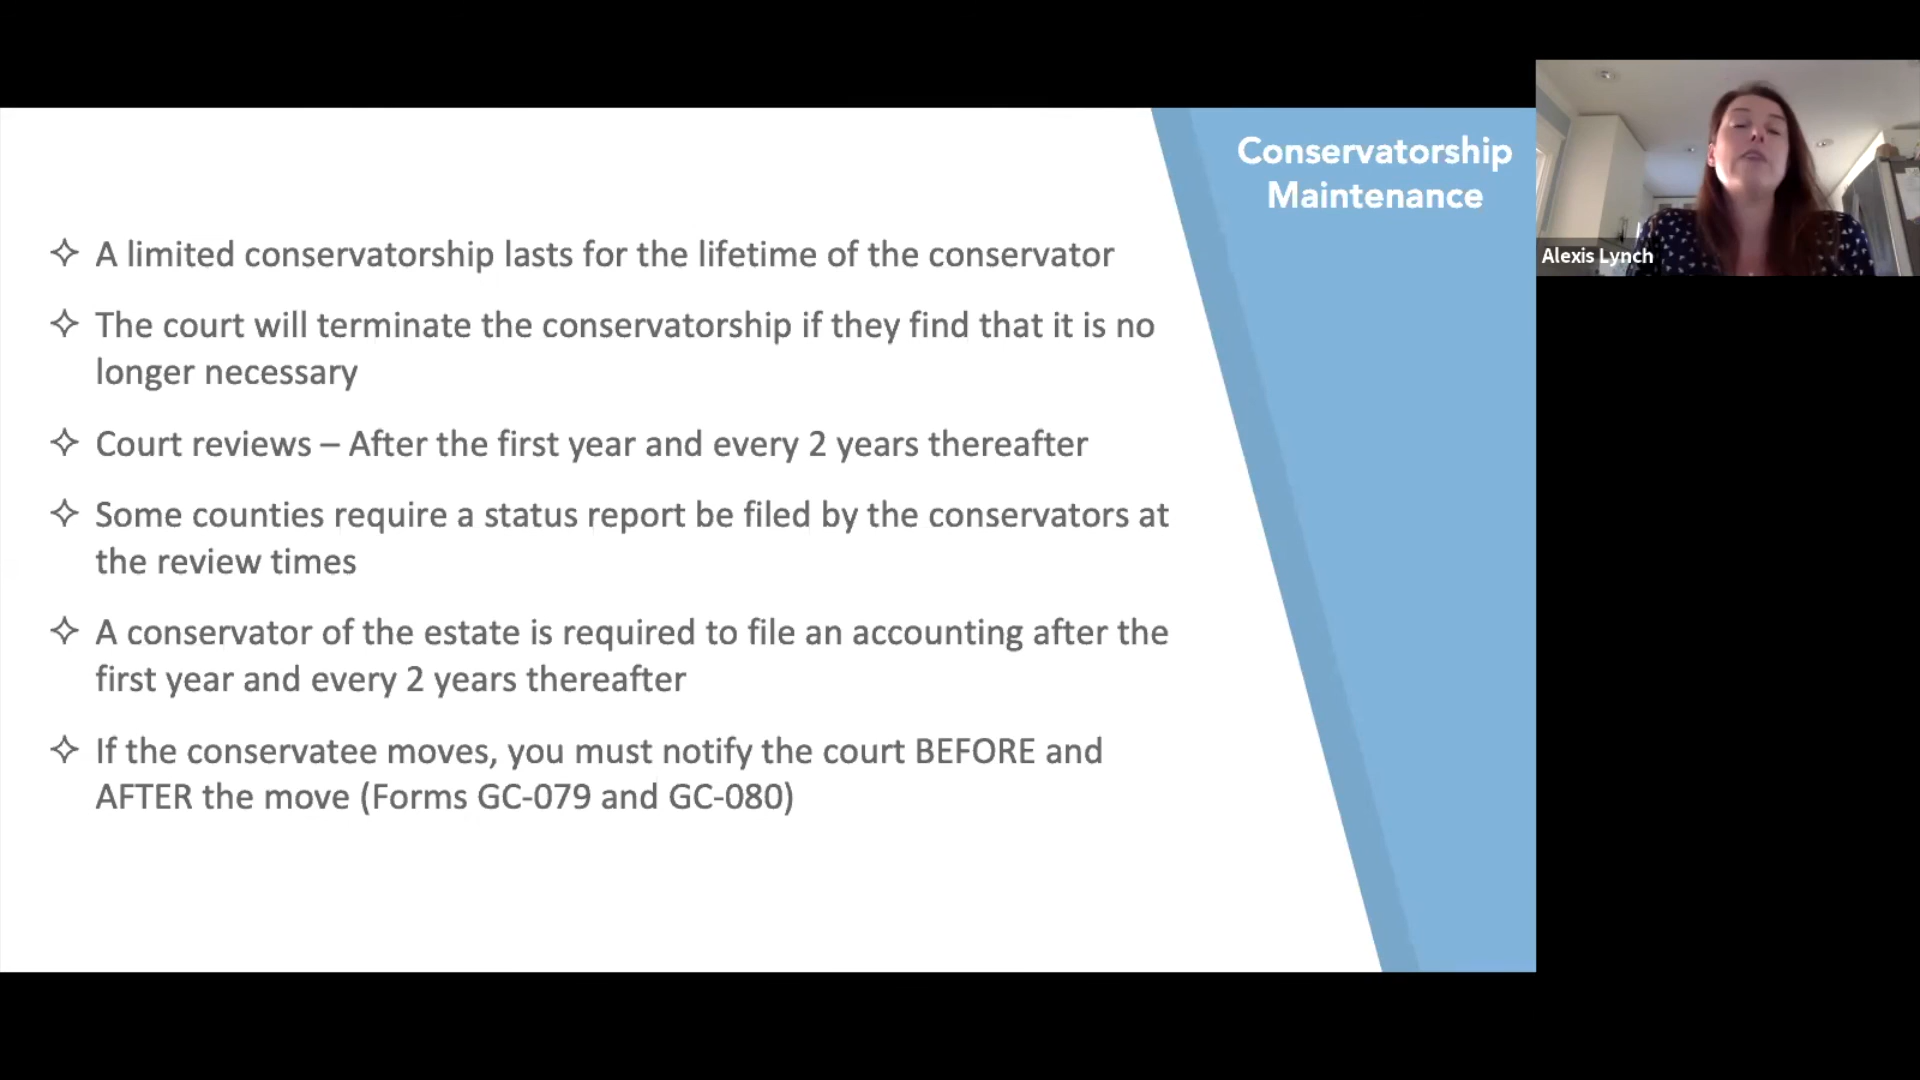 Conservatorship
Maintenance
A limited conservatorship lasts for the lifetime of the conservator
The court will terminate the conservatorship if they find that it is no
longer necessary
Court reviews – After the first year and every 2 years thereafter
Some counties require a status report be filed by the conservators at
the review times
A conservator of the estate is required to file an accounting after the
first year and every 2 years thereafter
If the conservatee moves, you must notify the court BEFORE and
AFTER the move (Forms GC-079 and GC-080)
Alexis Lynch